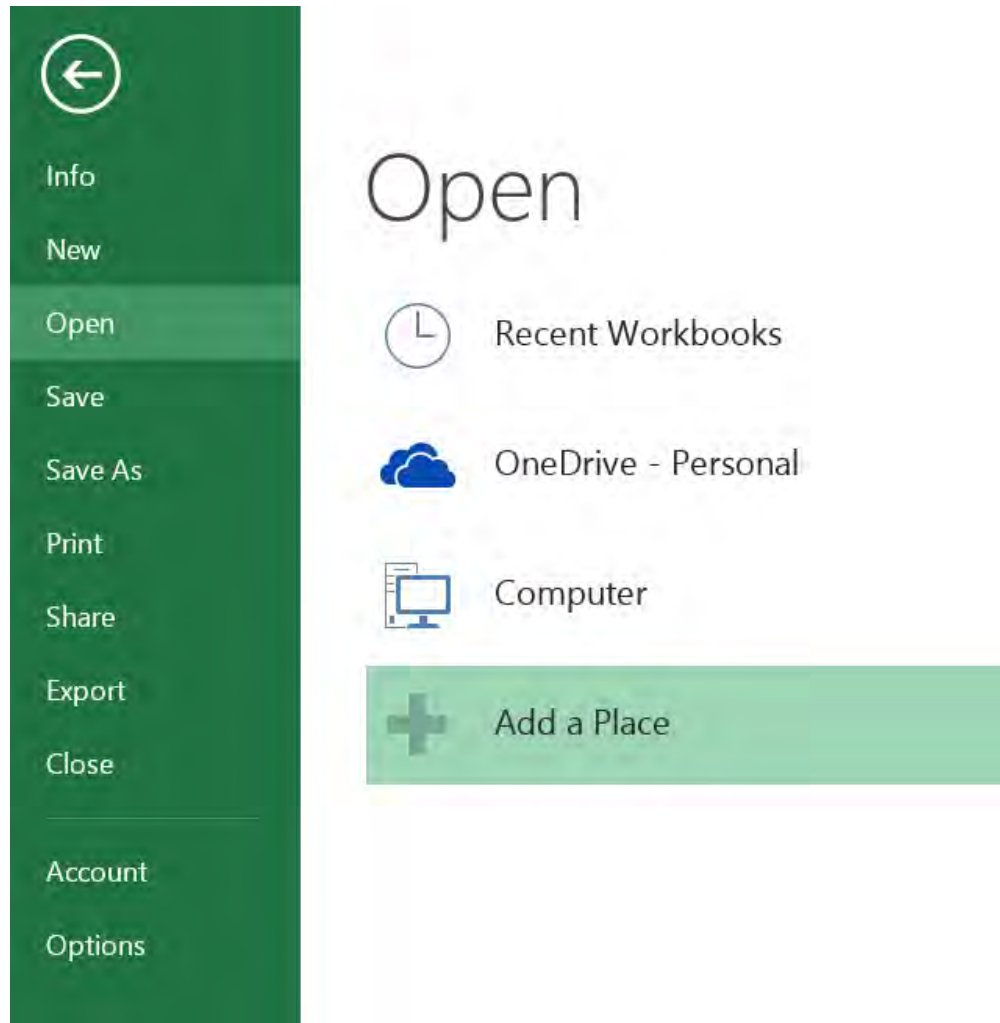 Info
New
Open
Save
Save As
Print
Share
Export
Close
Account
Options
Open
Recent Workbooks
OneDrive - Personal
Computer
Add a Place